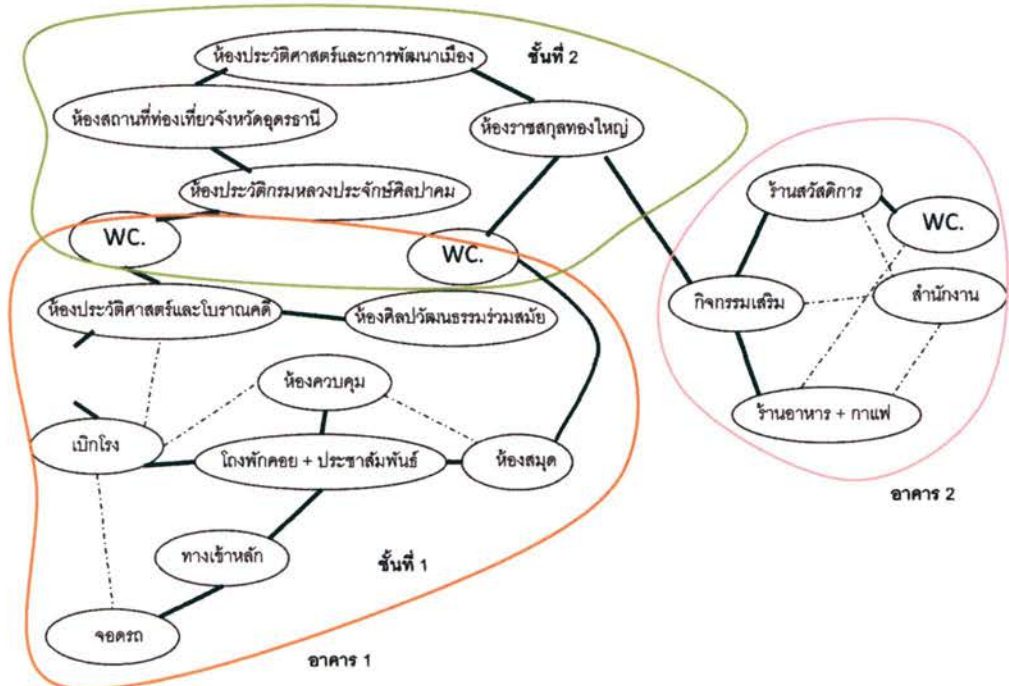 ห้องประวัติศาสตร์และการพัฒนาเมือง
ชั้นที่ 2
ห้องสถานที่ท่องเที่ยวจังหวัดอุดรธานี
ห้องราชสกุลทองใหญ่
ห้องประวัติกรมหลวงประจักษ์ศิลปาคม
ร้านสวัสดิการ
WC.
WC.
WC.
ห้องประวัติศาสตร์และโบราณคดี
ห้องศิลปวัฒนธรรมร่วมสมัย
กิจกรรมเสริม
สำนักงาน
ห้องควบคุม
ร้านอาหาร + กาแฟ
เบิกโรง
โถงพักคอย + ประชาสัมพันธ์
ห้องสมุด
อาคาร 2
ทางเข้าหลัก
ชั้นที่ 1
จอดรถ
อาคาร 1